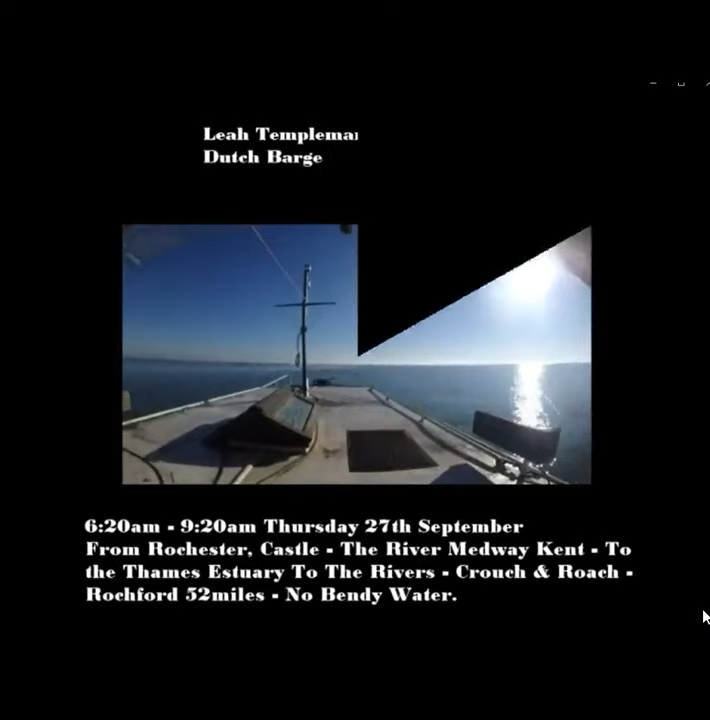 Leah
Dutch Barge
6:20am - 9:20am Thursday 27th September
From Rochester, Castle - The River Medway Kent - To
the Thames Estuary To The Rivers - Crouch & Roach -
Rochford 52miles - No Bendy Water.